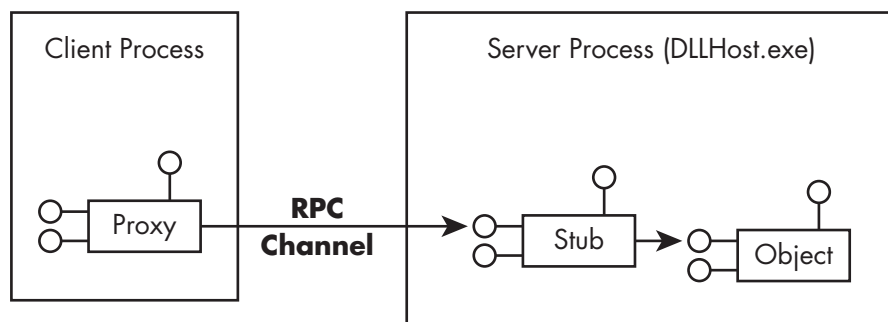 Client Process
Server Process (DLLHost.exe)
Proxy
RPC
Channel
Stub
Object